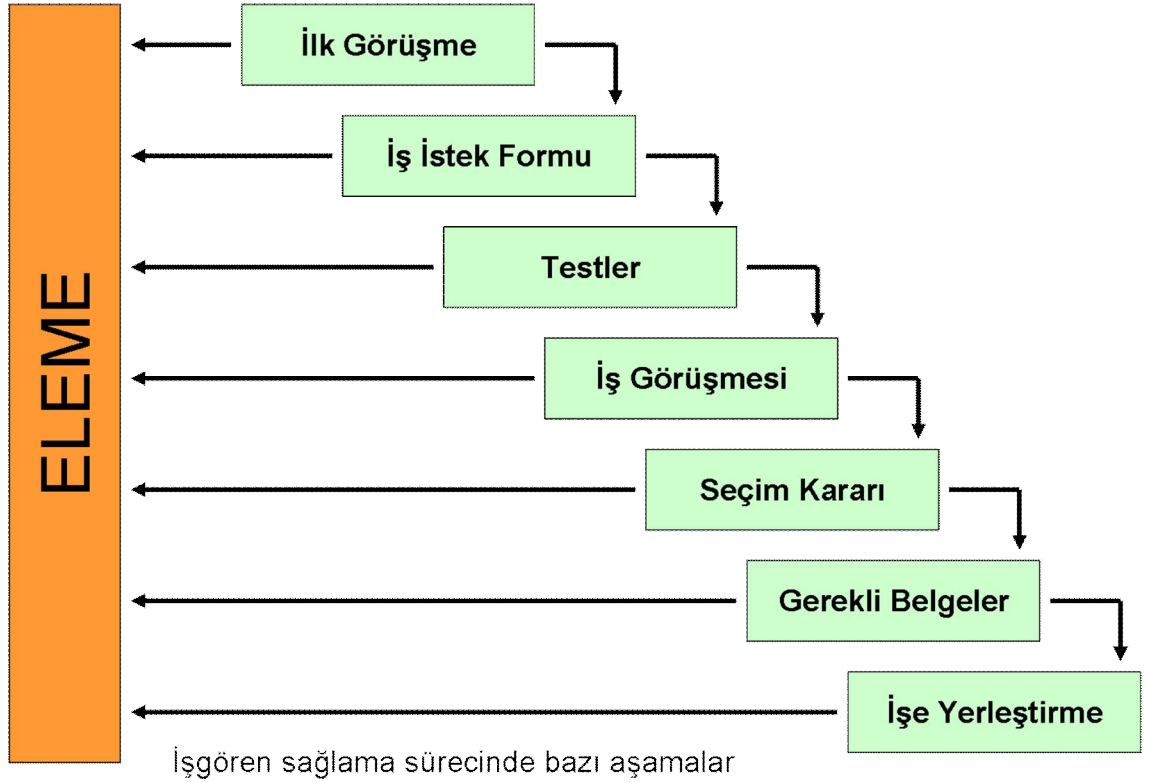 İlk Görüşme
İş İstek Formu
Testler
İş Görüşmesi
Seçim Kararı
Gerekli Belgeler
İşe Yerleştirme
ELEME
İşgören sağlama sürecinde bazı aşamalar